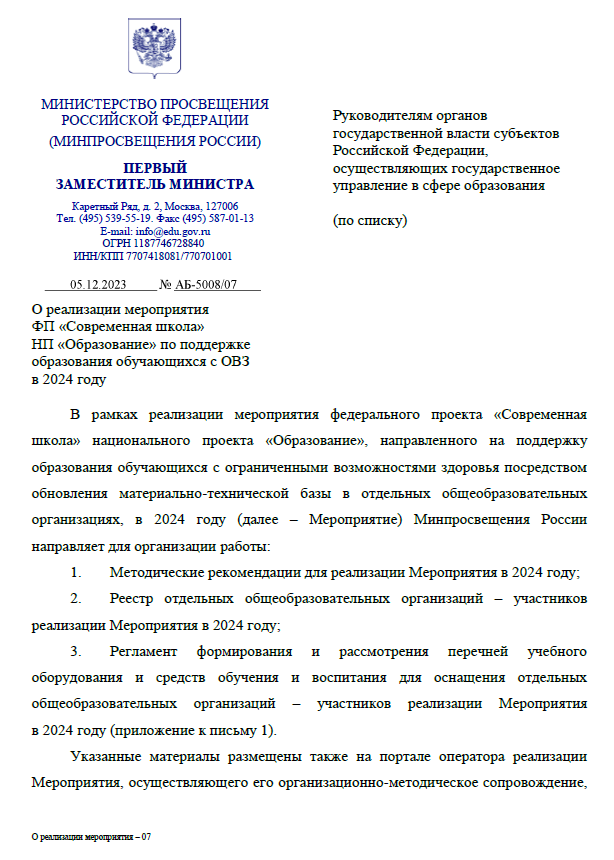 МИНИСТЕРСТВО ПРОСВЕЩЕНИЯ
РОССИЙСКОЙ ФЕДЕРАЦИИ
(МИНПРОСВЕЩЕНИЯ РОССИИ)
ПЕРВЫЙ
ЗАМЕСТИТЕЛЬ МИНИСТРА
Каретный Ряд, д. 2, Москва, 127006
Тел. (495) 539-55-19. Факс (495) 587-01-13
E-mail: info@edu.gov.ru
ОГРН 1187746728840
ИНН/КПП 7707418081/770701001
05.12.2023 № АБ-5008/07
Руководителям органов
государственной власти субъектов
Российской Федерации,
осуществляющих государственное
управление в сфере образования
(по списку)
О реализации мероприятия
ФП «Современная школа»
НП «Образование» по поддержке
образования обучающихся с ОВЗ
в 2024 году
В рамках реализации мероприятия федерального проекта «Современная
школа» национального проекта «Образование», направленного на поддержку
образования обучающихся с ограниченными возможностями здоровья посредством
обновления материально-технической базы в отдельных общеобразовательных
организациях, в 2024 году (далее – Мероприятие) Минпросвещения России
направляет для организации работы:
1. Методические рекомендации для реализации Мероприятия в 2024 году;
2. Реестр отдельных общеобразовательных организаций – участников
реализации Мероприятия в 2024 году;
3. Регламент формирования и рассмотрения перечней учебного
оборудования и средств обучения и воспитания для оснащения отдельных
общеобразовательных организаций – участников реализации Мероприятия
в 2024 году (приложение к письму 1).
Указанные материалы размещены также на портале оператора реализации
Мероприятия, осуществляющего его организационно-методическое сопровождение,
О реализации мероприятия – 07